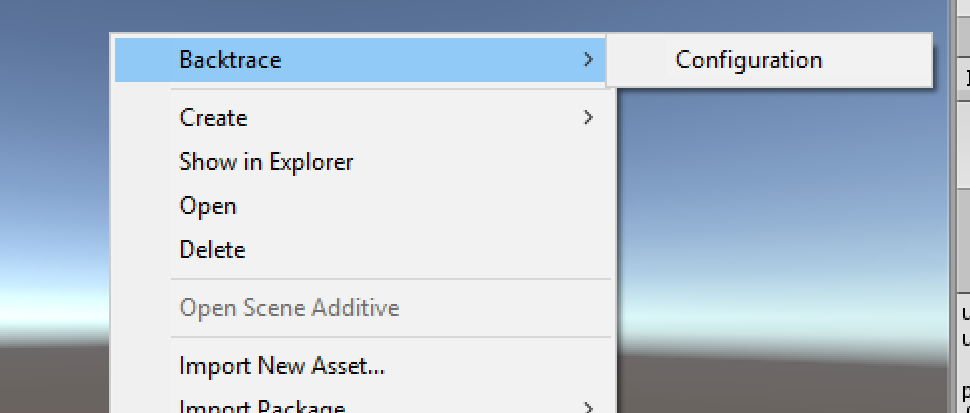 Backtrace
Configuration
Create
Show in Explorer
Open
Delete
Open Scene Additive
Import New Asset...
Import Package